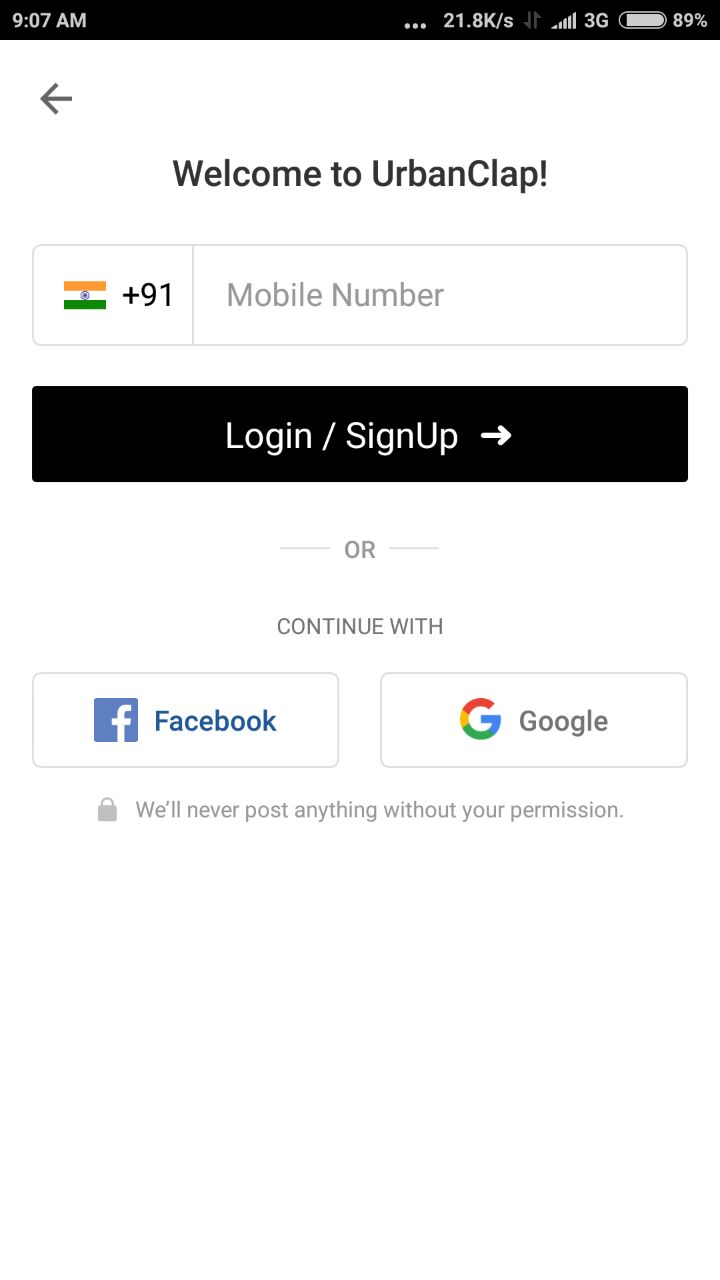 9:07 AM ... 21.8K/s 3G 89%
Welcome to UrbanClap!
+91 Mobile Number
Login / SignUp
OR
CONTINUE WITH
Facebook Google
We’ll never post anything without your permission.